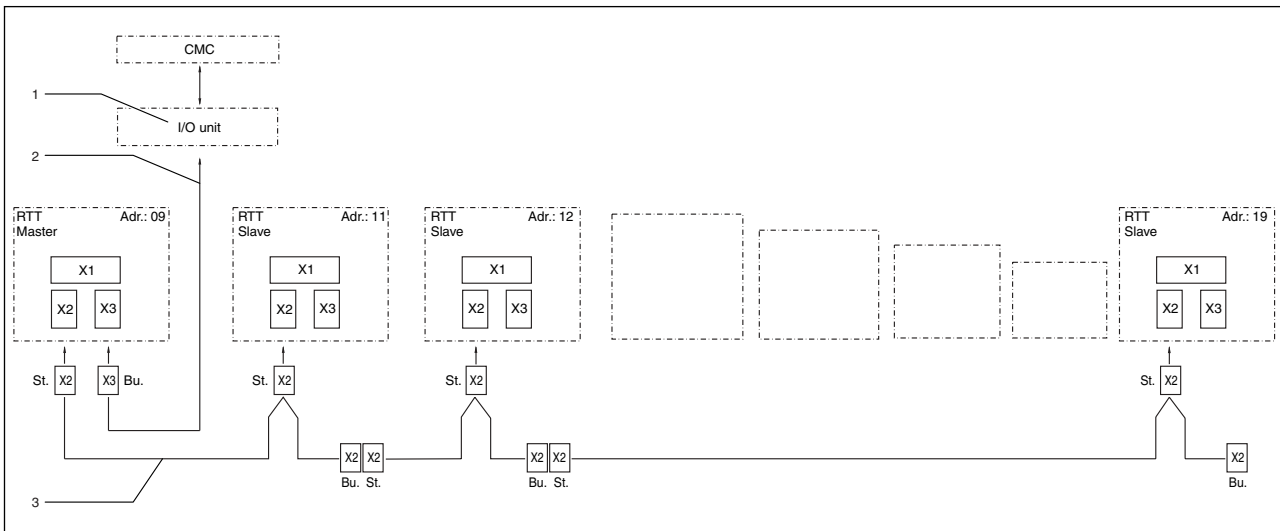 CMC
1
I/O unit
2
RTT Adr.: 09
Master
X1
X2 X3
RTT Adr.: 11
Slave
X1
X2 X3
RTT Adr.: 12
Slave
X1
X2 X3
RTT Adr.: 19
Slave
X1
X2 X3
St. X2 X3 Bu. St. X2 St. X2 St. X2
X2 X2 X2 X2 X2
Bu. St. Bu. St. Bu.
3